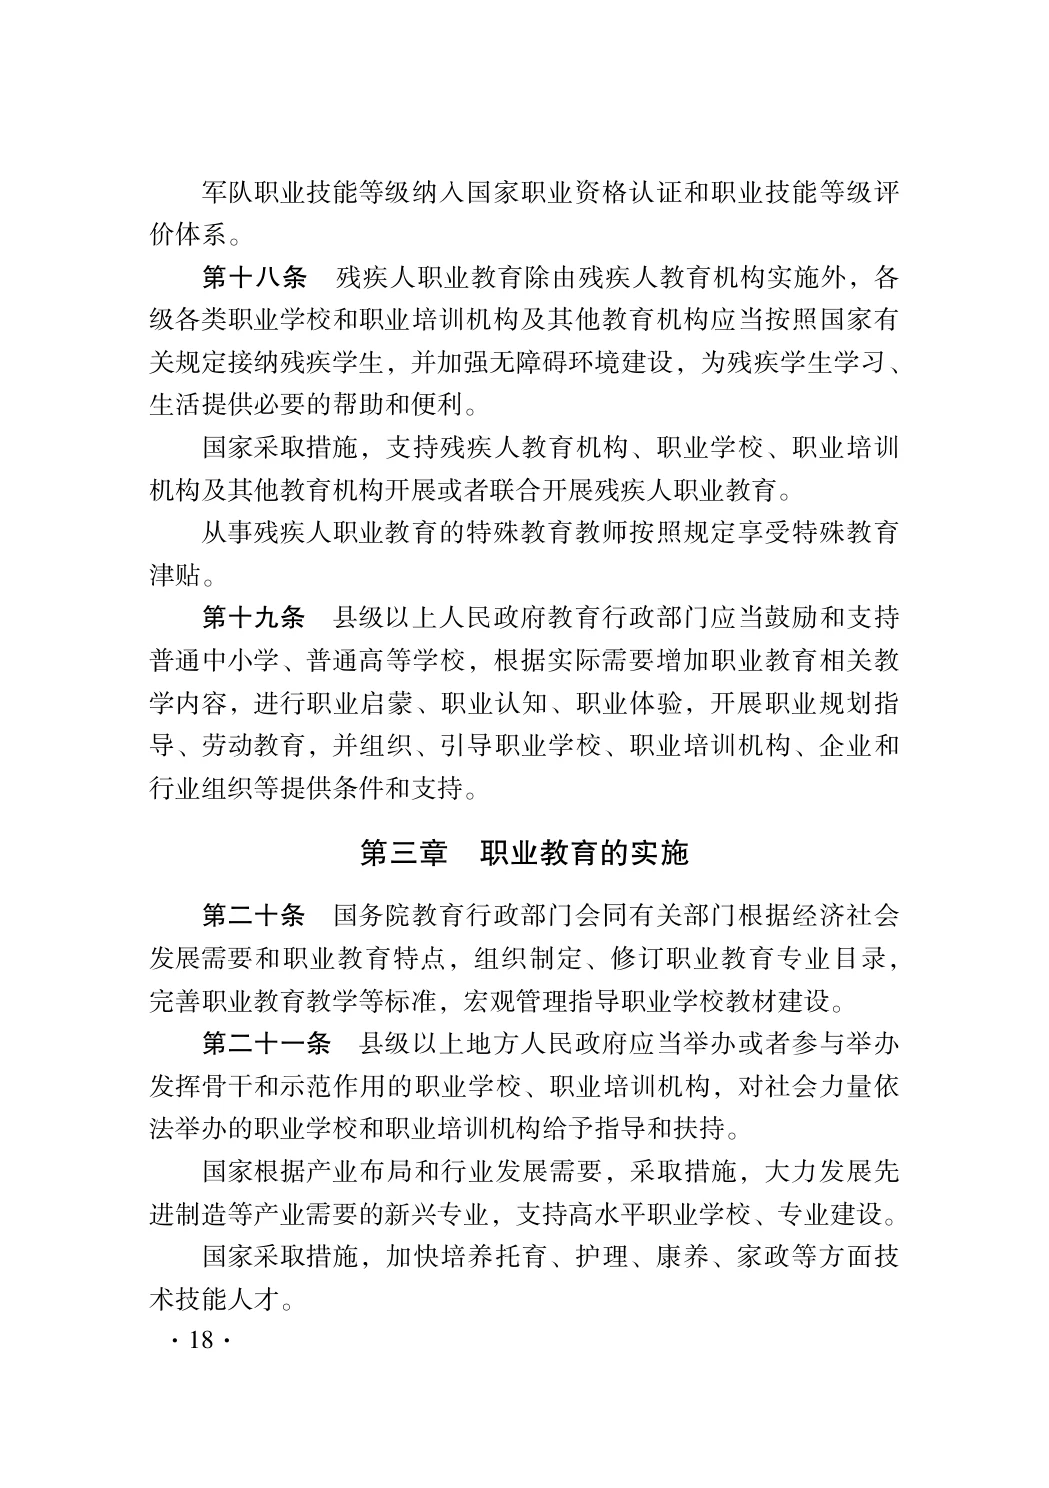 军队职业技能等级纳入国家职业资格认证和职业技能等级评
价体系。
第十八条　残疾人职业教育除由残疾人教育机构实施外，各
级各类职业学校和职业培训机构及其他教育机构应当按照国家有
关规定接纳残疾学生，并加强无障碍环境建设，为残疾学生学习、
生活提供必要的帮助和便利。
国家采取措施，支持残疾人教育机构、职业学校、职业培训
机构及其他教育机构开展或者联合开展残疾人职业教育。
从事残疾人职业教育的特殊教育教师按照规定享受特殊教育
津贴。
第十九条　县级以上人民政府教育行政部门应当鼓励和支持
普通中小学、普通高等学校，根据实际需要增加职业教育相关教
学内容，进行职业启蒙、职业认知、职业体验，开展职业规划指
导、劳动教育，并组织、引导职业学校、职业培训机构、企业和
行业组织等提供条件和支持。
第三章　职业教育的实施
第二十条　国务院教育行政部门会同有关部门根据经济社会
发展需要和职业教育特点，组织制定、修订职业教育专业目录，
完善职业教育教学等标准，宏观管理指导职业学校教材建设。
第二十一条　县级以上地方人民政府应当举办或者参与举办
发挥骨干和示范作用的职业学校、职业培训机构，对社会力量依
法举办的职业学校和职业培训机构给予指导和扶持。
国家根据产业布局和行业发展需要，采取措施，大力发展先
进制造等产业需要的新兴专业，支持高水平职业学校、专业建设。
国家采取措施，加快培养托育、护理、康养、家政等方面技
术技能人才。
· 18 ·